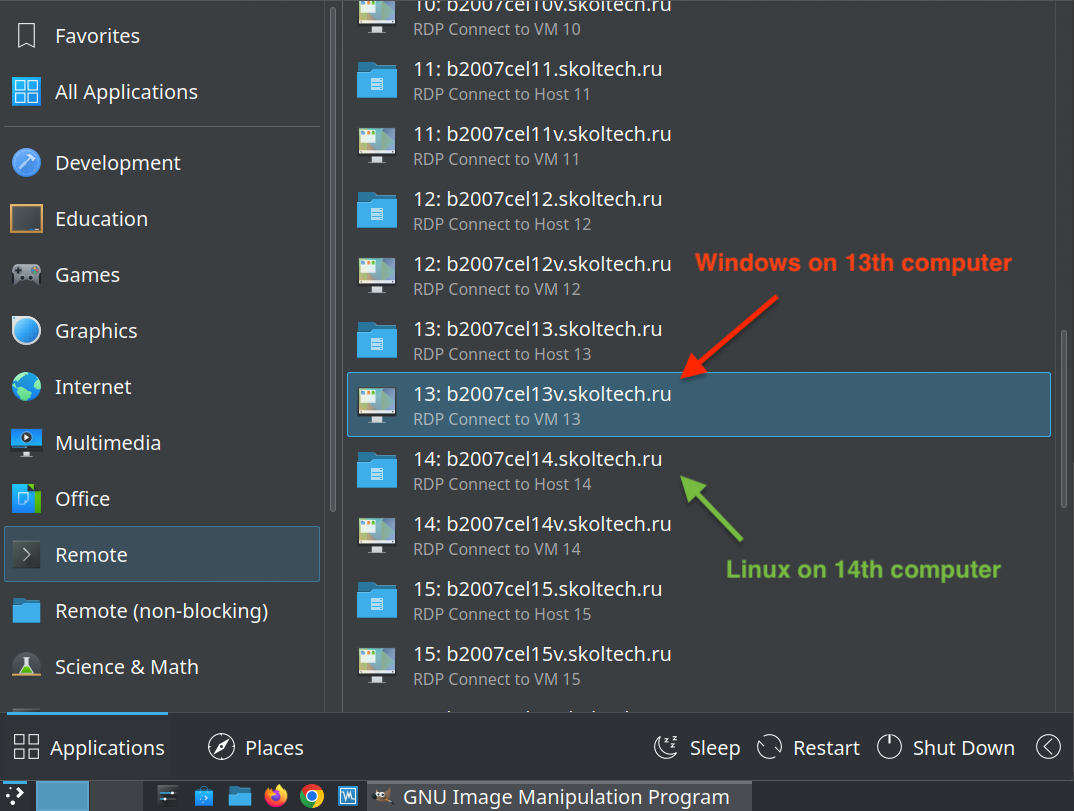 Favorites
All Applications
Development
Education
Games
Graphics
Internet
Multimedia
Office
Remote
Remote (non-blocking)
Science & Math
10: b2007cel10v.skoltech.ru
RDP Connect to VM 10
11: b2007cel11.skoltech.ru
RDP Connect to Host 11
11: b2007cel11v.skoltech.ru
RDP Connect to VM 11
12: b2007cel12.skoltech.ru
RDP Connect to Host 12
12: b2007cel12v.skoltech.ru
RDP Connect to VM 12
13: b2007cel13.skoltech.ru
RDP Connect to Host 13
13: b2007cel13v.skoltech.ru
RDP Connect to VM 13
14: b2007cel14.skoltech.ru
RDP Connect to Host 14
14: b2007cel14v.skoltech.ru
RDP Connect to VM 14
15: b2007cel15.skoltech.ru
RDP Connect to Host 15
15: b2007cel15v.skoltech.ru
RDP Connect to VM 15
Windows on 13th computer
Linux on 14th computer
Applications
Places
Sleep
Restart
Shut Down
GNU Image Manipulation Program